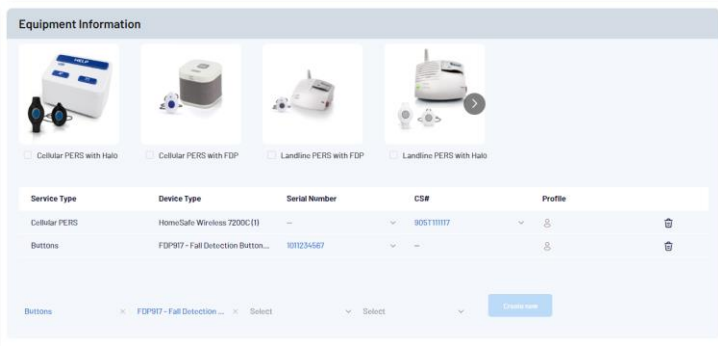 Equipment Information
HELP
Cellular PERS with Halo
Cellular PERS with FDP
Landline PERS with FDP
Landline PERS with Halo
Service Type Device Type Serial Number CS# Profile
Cellular PERS HomeSafe Wireless 7200C (1) – 905T111117
Buttons FDP917 - Fall Detection Button... 1011234567 –
Buttons × FDP917 - Fall Detection ... × Select Select Create new